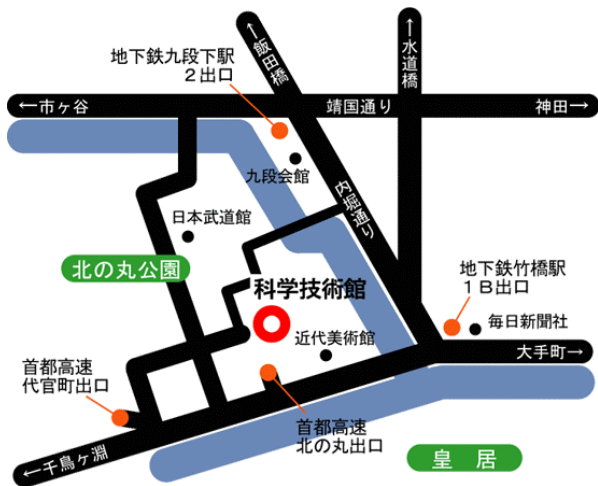 地下鉄九段下駅
2出口
↑飯田橋
↑水道橋
←市ヶ谷
靖国通り
神田→
九段会館
内堀通り
日本武道館
北の丸公園
科学技術館
地下鉄竹橋駅
1B出口
毎日新聞社
近代美術館
大手町→
首都高速
代官町出口
首都高速
北の丸出口
←千鳥ヶ淵
皇 居